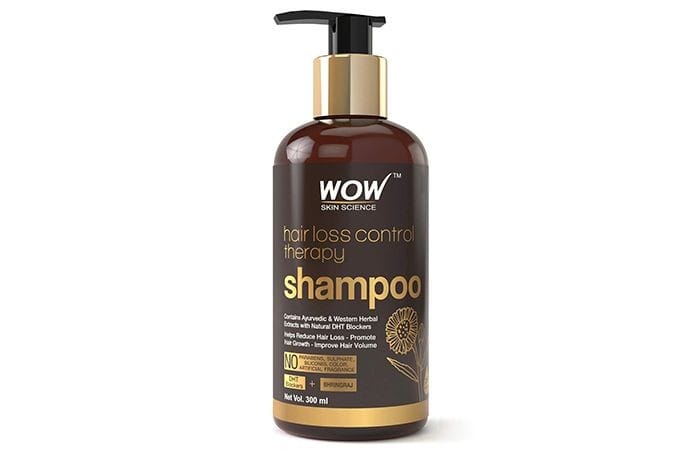 WOW™
SKIN SCIENCE
hair loss control
therapy
shampoo
Contains Ayurvedic & Western Herbal
Extracts with Natural DHT Blockers
Helps Reduce Hair Loss - Promote
Hair Growth - Improve Hair Volume
NO PARABENS, SULPHATE,
SILICONES, COLOR,
ARTIFICIAL FRAGRANCE
DHT
Blockers + BHRINGRAJ
Net Vol. 300 ml